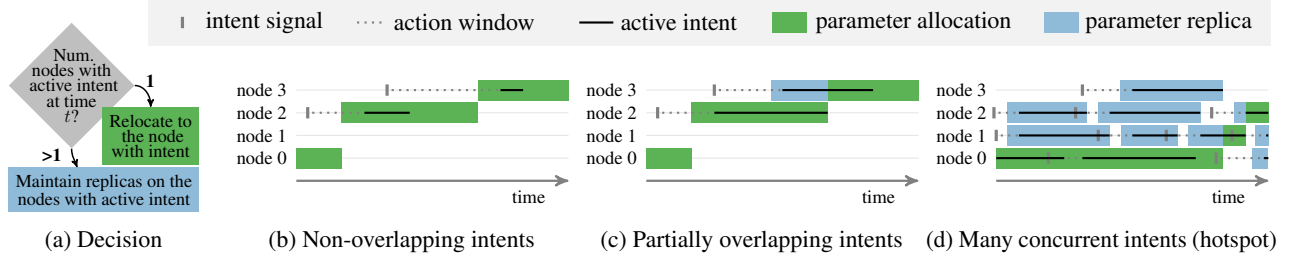 intent signal action window active intent parameter allocation parameter replica
Num.
nodes with
active intent
at time
t?
1
Relocate to
the node
with intent
>1
Maintain replicas on the
nodes with active intent
(a) Decision
node 3
node 2
node 1
node 0
time
(b) Non-overlapping intents
node 3
node 2
node 1
node 0
time
(c) Partially overlapping intents
node 3
node 2
node 1
node 0
time
(d) Many concurrent intents (hotspot)